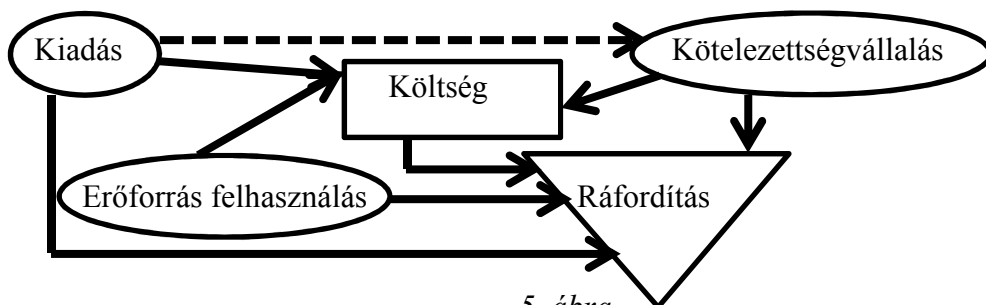 Kiadás
Kötelezettségvállalás
Költség
Erőforrás felhasználás
Ráfordítás
5. ábra